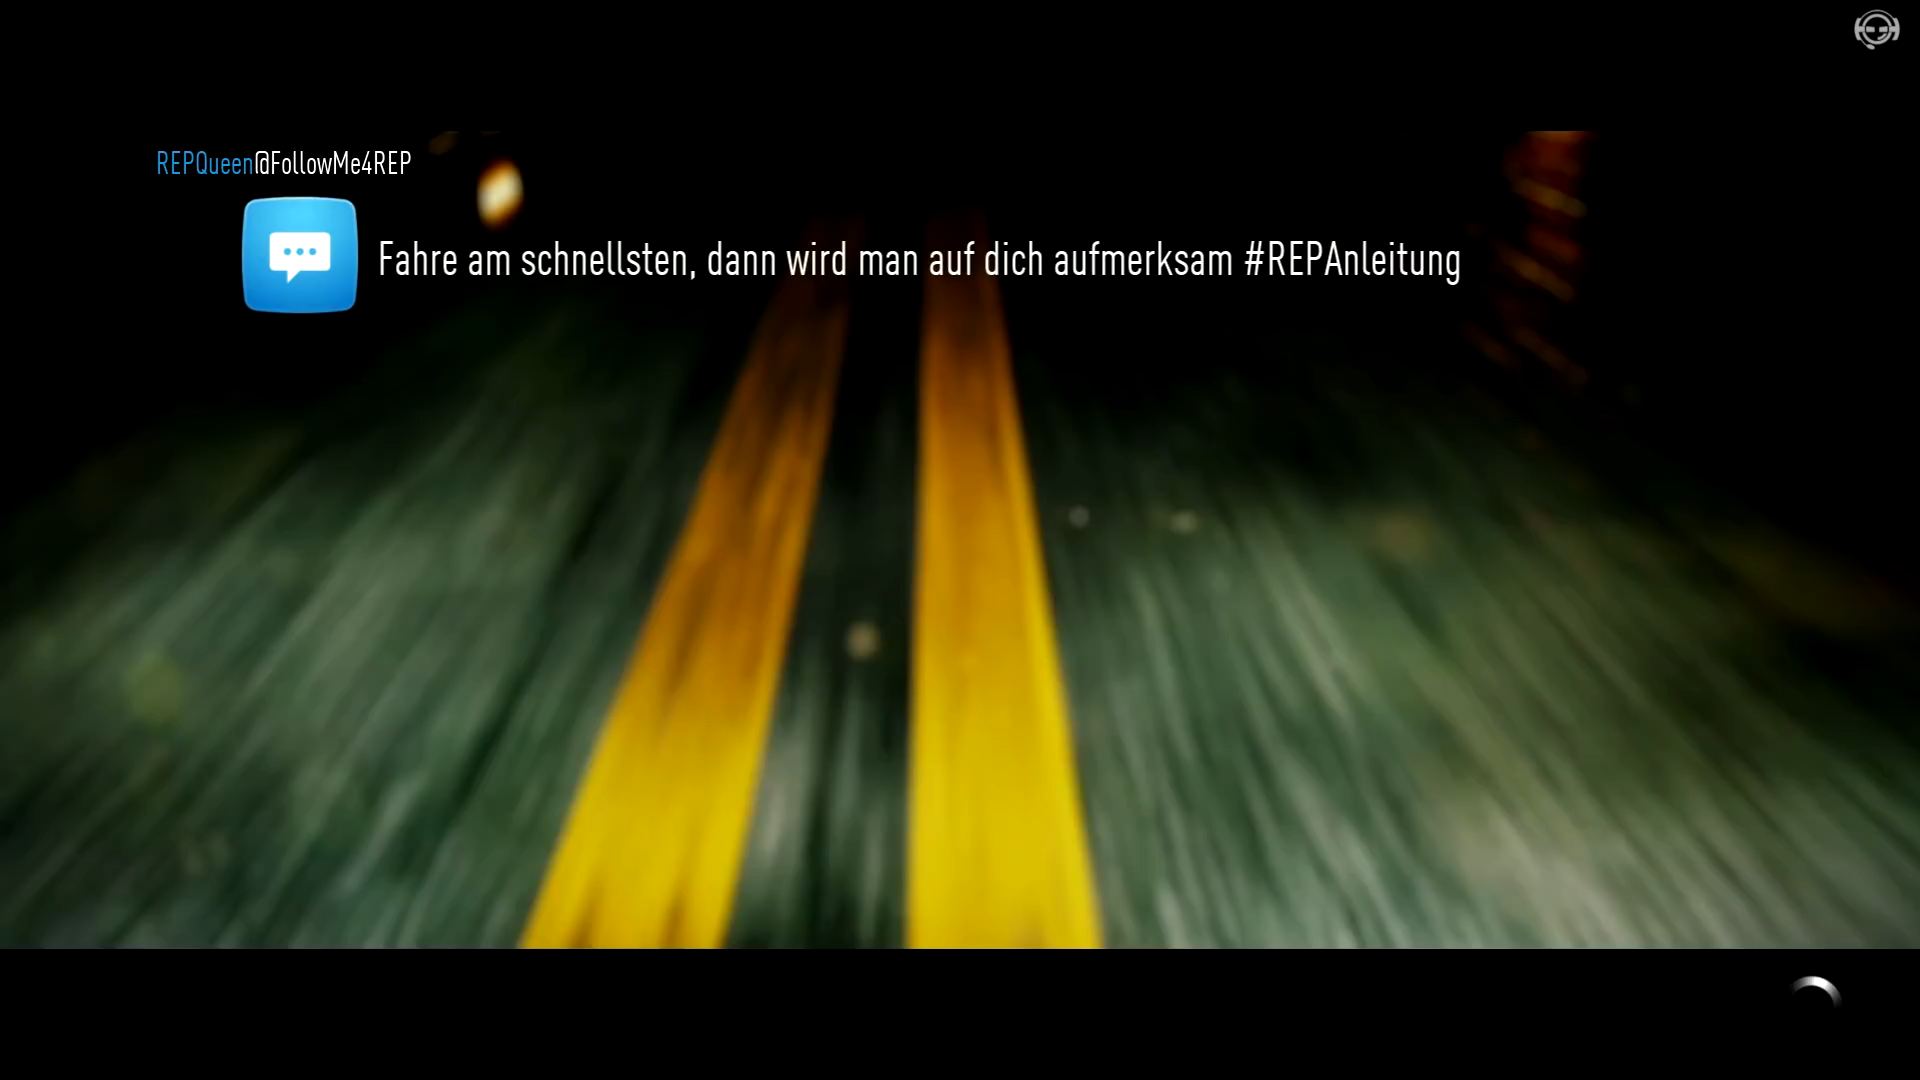 REPQueen@FollowMe4REP
Fahre am schnellsten, dann wird man auf dich aufmerksam #REPAnleitung